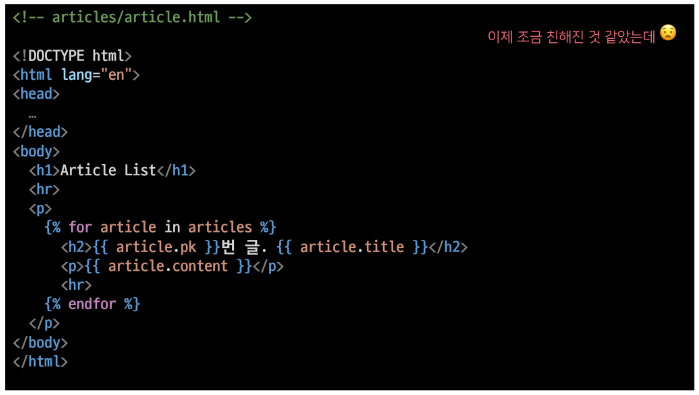 <!-- articles/article.html -->
이제 조금 친해진 것 같았는데 😟
<!DOCTYPE html>
<html lang="en">
<head>
…
</head>
<body>
<h1>Article List</h1>
<hr>
<p>
{% for article in articles %}
<h2>{{ article.pk }}번 글. {{ article.title }}</h2>
<p>{{ article.content }}</p>
<hr>
{% endfor %}
</p>
</body>
</html>